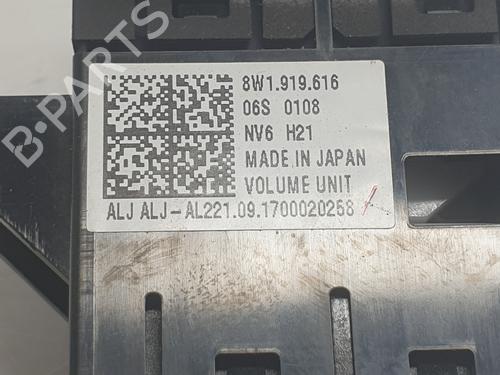 8W1.919.616
06S 0108
NV6 H21
MADE IN JAPAN
VOLUME UNIT
ALJ ALJ-AL221.09.1700020258
B-PARTS